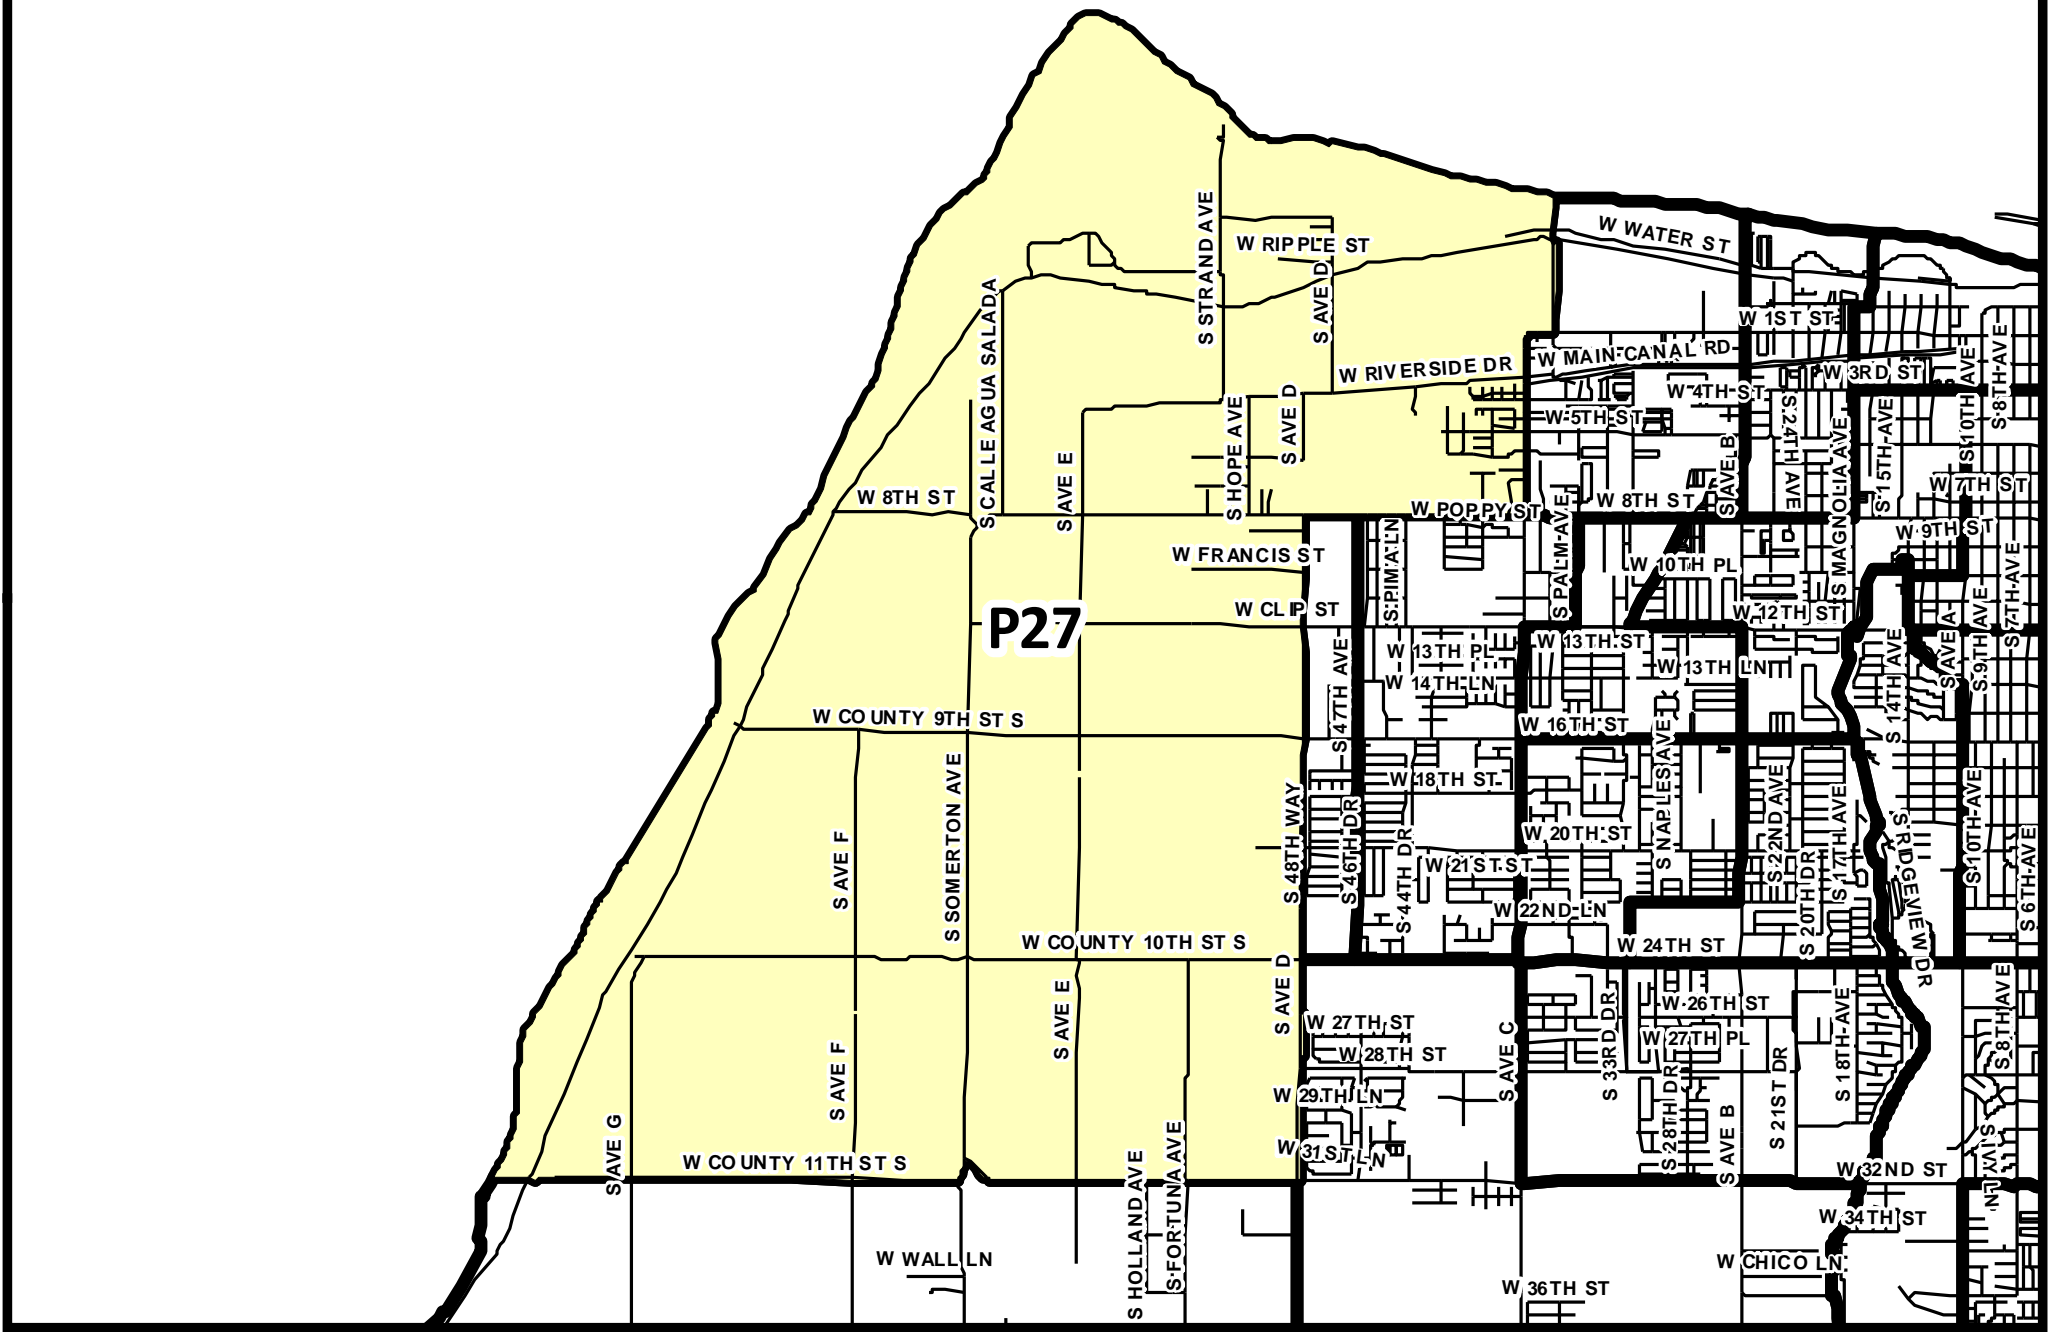 W WATER ST
W RIPPLE ST
S STRAND AVE
S AVE D
S CALLE AGUA SALADA
W 1ST ST
W MAIN CANAL RD
W RIVERSIDE DR
W 3RD ST
S 10TH AVE
S 8TH AVE
W 4TH ST
W 5TH ST
S 24TH AVE
S MAGNOLIA AVE
S 15TH AVE
S HOPE AVE
S AVE D
S AVE E
S AVE B
W 8TH ST
W 8TH ST
W 7TH ST
W POPPY ST
W 9TH ST
W FRANCIS ST
S PIMA LN
S PALM AVE
W 10TH PL
W CLIP ST
W 12TH ST
S AVE A
S 9TH AVE
S 7TH AVE
P27
W 13TH ST
W 13TH PL
W 13TH LN
W 14TH LN
S 47TH AVE
S 14TH AVE
W COUNTY 9TH ST S
W 16TH ST
S NAPLES AVE
W 18TH ST
S SOMERTON AVE
S AVE F
S 48TH WAY
S 46TH DR
S 44TH DR
W 20TH ST
S 22ND AVE
S 17TH AVE
S RIDGEVIEW DR
S 10TH AVE
S 6TH AVE
W 21ST ST
S 20TH DR
W 22ND LN
W COUNTY 10TH ST S
W 24TH ST
S AVE D
S AVE E
W 26TH ST
S 18TH AVE
S 8TH AVE
W 27TH ST
S AVE C
S 33RD DR
W 27TH PL
W 28TH ST
S AVE F
S 28TH DR
S 21ST DR
W 29TH LN
S AVE G
S AVE B
W 31ST LN
W COUNTY 11TH ST S
S HOLLAND AVE
S FORTUNA AVE
W 32ND ST
W 34TH ST
W WALL LN
W CHICO LN
W 36TH ST